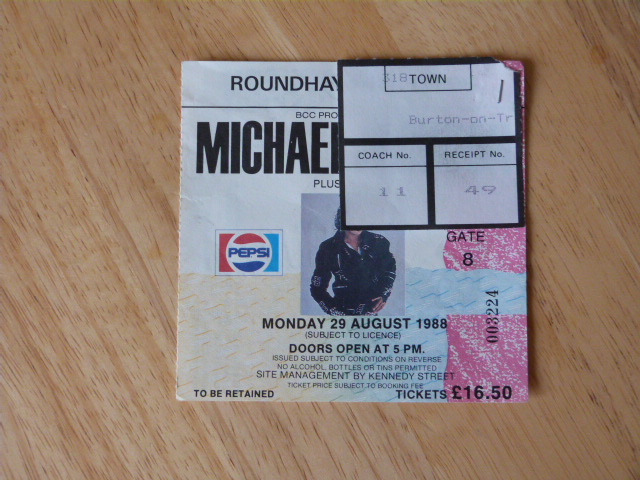 ROUNDHAY
318 TOWN
Burton-on-Tr
COACH No.
11
RECEIPT No.
49
BCC PRO
MICHAEL
PLUS
GATE
8
PEPSI
003224
MONDAY 29 AUGUST 1988
(SUBJECT TO LICENCE)
DOORS OPEN AT 5 PM.
ISSUED SUBJECT TO CONDITIONS ON REVERSE
NO ALCOHOL, BOTTLES OR TINS PERMITTED
SITE MANAGEMENT BY KENNEDY STREET
TICKET PRICE SUBJECT TO BOOKING FEE
TO BE RETAINED
TICKETS £16.50